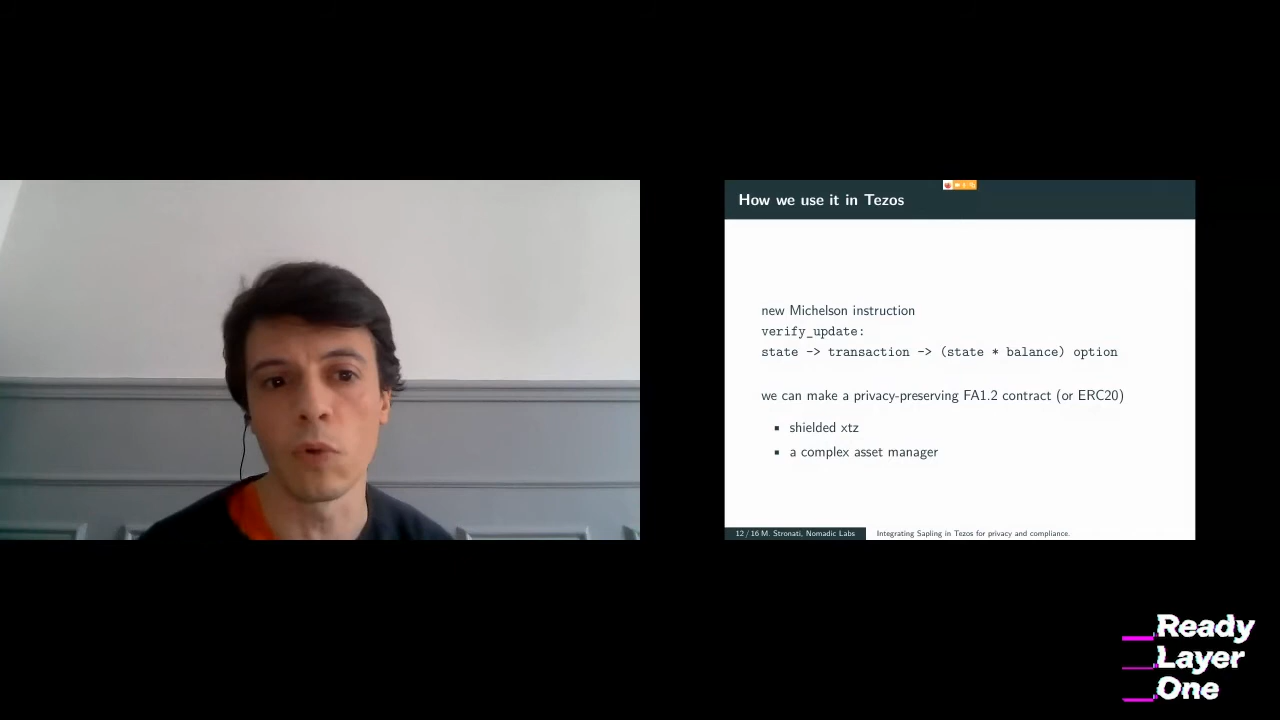 How we use it in Tezos
new Michelson instruction
verify_update:
state -> transaction -> (state * balance) option
we can make a privacy-preserving FA1.2 contract (or ERC20)
▪ shielded xtz
▪ a complex asset manager
12 / 16 M. Stronati, Nomadic Labs
Integrating Sapling in Tezos for privacy and compliance.
Ready
Layer
One